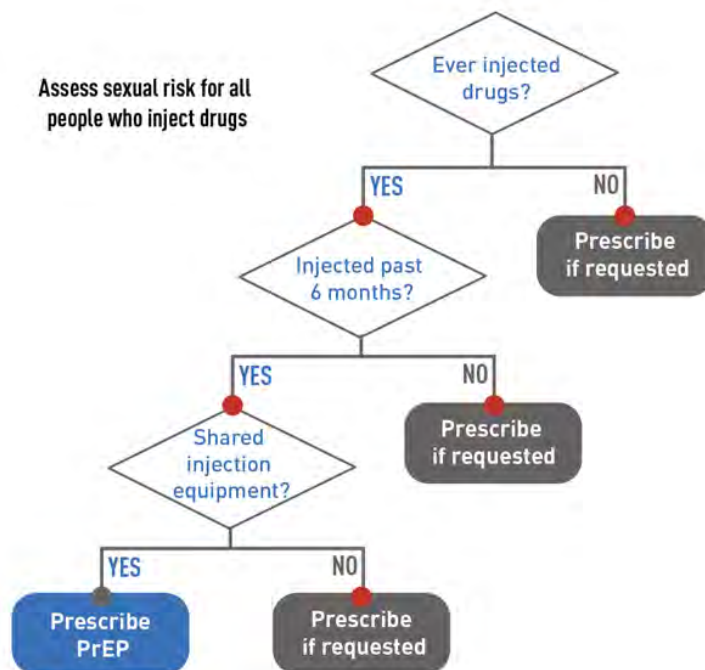 Assess sexual risk for all
people who inject drugs
Ever injected
drugs?
YES
NO
Prescribe
if requested
Injected past
6 months?
YES
NO
Prescribe
if requested
Shared
injection
equipment?
YES
NO
Prescribe
PrEP
Prescribe
if requested